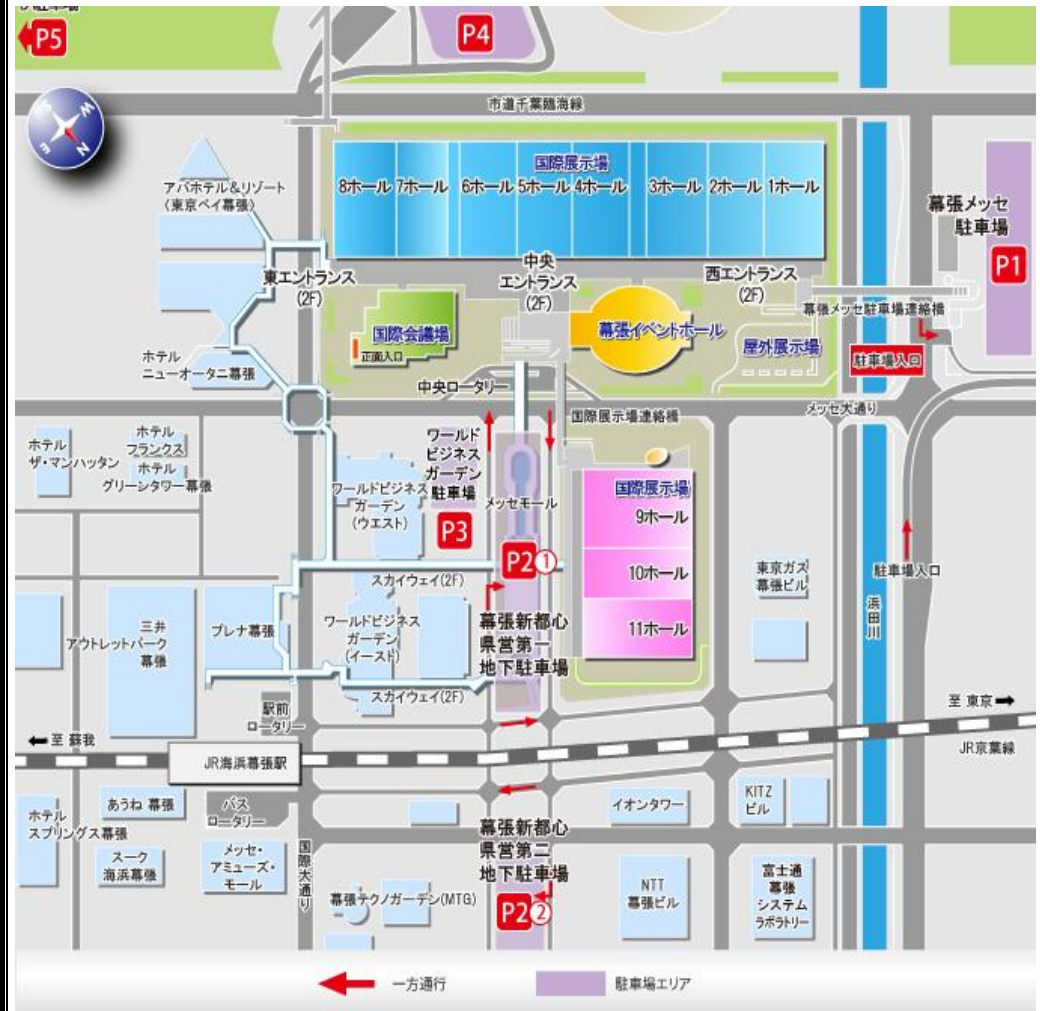 P5
P4
市道千葉臨海線
W
S
N
E
国際展示場
8ホール
7ホール
6ホール
5ホール
4ホール
3ホール
2ホール
1ホール
アパホテル&リゾート
(東京ベイ幕張)
幕張メッセ
駐車場
P1
東エントランス
(2F)
中央
エントランス
(2F)
西エントランス
(2F)
幕張メッセ駐車場連絡橋
国際会議場
正面入口
幕張イベントホール
屋外展示場
駐車場入口
ホテル
ニューオータニ幕張
中央ロータリー
国際展示場連絡橋
メッセ大通り
ホテル
ザ・マンハッタン
ホテル
フランクス
ホテル
グリーンタワー幕張
ワールド
ビジネス
ガーデン
駐車場
P3
ワールドビジネス
ガーデン
(ウエスト)
メッセモール
国際展示場
9ホール
10ホール
11ホール
P2①
スカイウェイ(2F)
東京ガス
幕張ビル
駐車場入口
浜田川
三井
アウトレットパーク
幕張
プレナ幕張
ワールドビジネス
ガーデン
(イースト)
幕張新都心
県営第一
地下駐車場
スカイウェイ(2F)
駅前
ロータリー
至 東京
至 蘇我
JR海浜幕張駅
JR京葉線
ホテル
スプリングス幕張
あうね 幕張
バス
ロータリー
イオンタワー
KITZ
ビル
スーク
海浜幕張
メッセ・
アミューズ・
モール
国際大通り
幕張新都心
県営第二
地下駐車場
P2②
幕張テクノガーデン(MTG)
NTT
幕張ビル
富士通
幕張
システム
ラボラトリー
一方通行
駐車場エリア